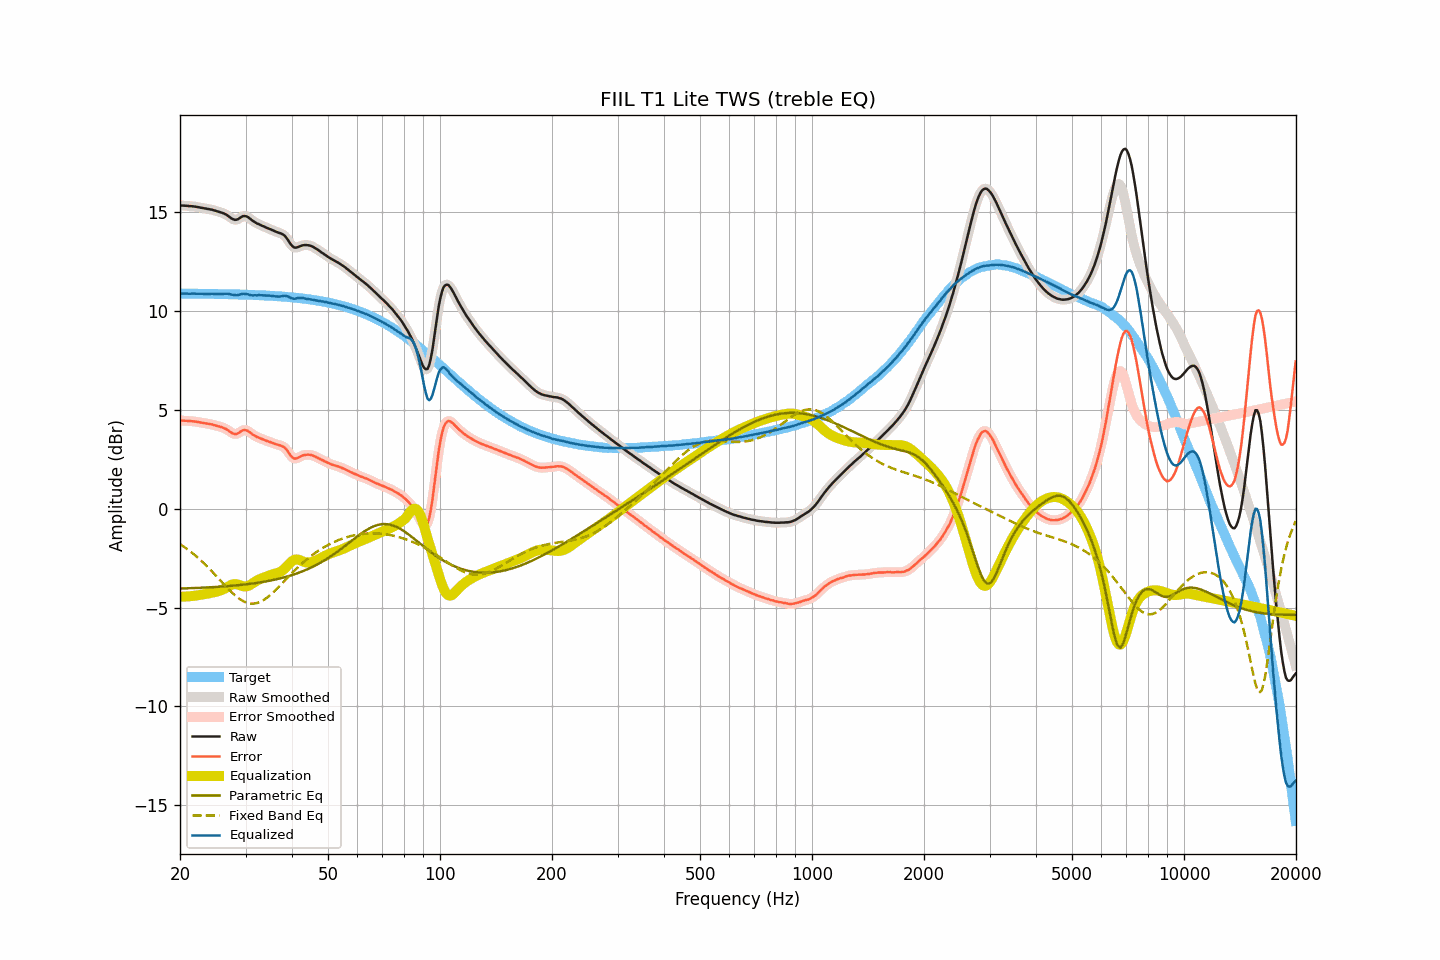 FIIL T1 Lite TWS (treble EQ)
Amplitude (dBr)
15
10
5
0
−5
−10
−15
Target
Raw Smoothed
Error Smoothed
Raw
Error
Equalization
Parametric Eq
Fixed Band Eq
Equalized
20 50 100 200 500 1000 2000 5000 10000 20000
Frequency (Hz)